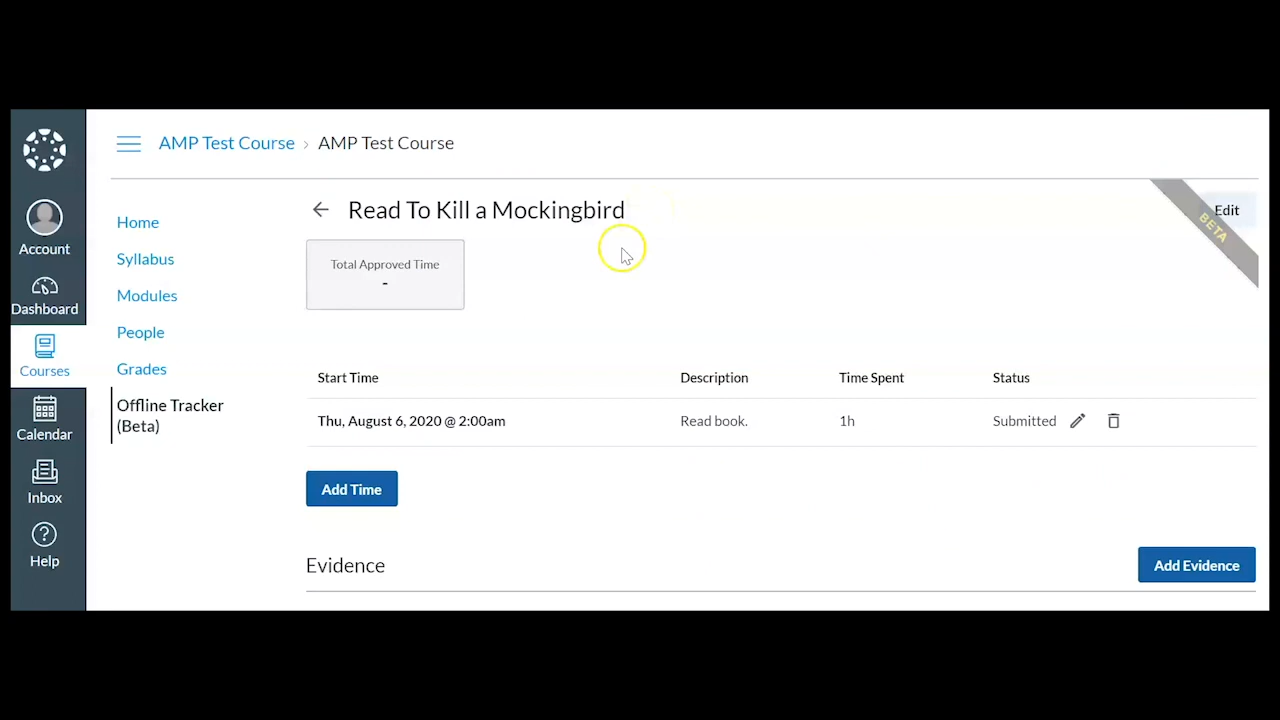 AMP Test Course › AMP Test Course
Account
Dashboard
Courses
Calendar
Inbox
Help
Home
Syllabus
Modules
People
Grades
Offline Tracker
(Beta)
← Read To Kill a Mockingbird
Edit
BETA
Total Approved Time
-
Start Time Description Time Spent Status
Thu, August 6, 2020 @ 2:00am Read book. 1h Submitted
Add Time
Evidence
Add Evidence